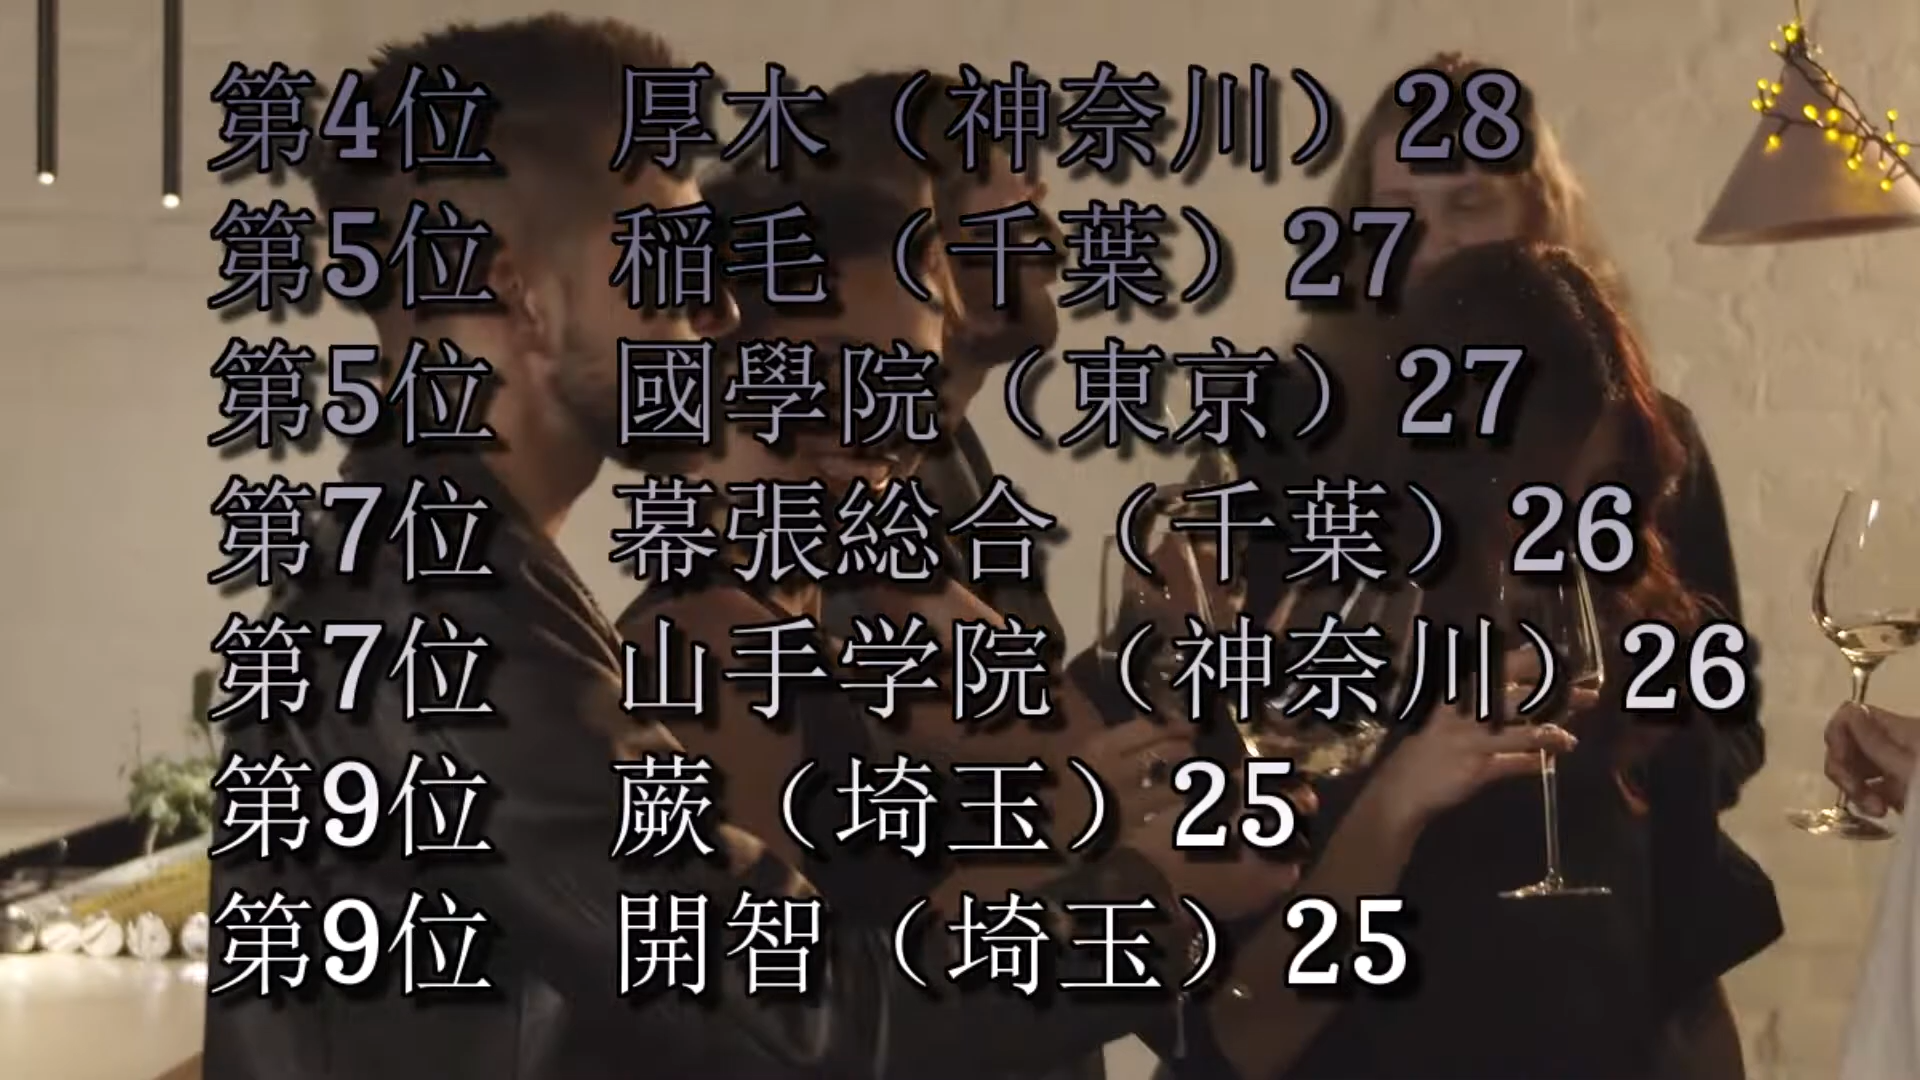 第4位　厚木（神奈川）28
第5位　稲毛（千葉）27
第5位　國學院（東京）27
第7位　幕張総合（千葉）26
第7位　山手学院（神奈川）26
第9位　蕨（埼玉）25
第9位　開智（埼玉）25